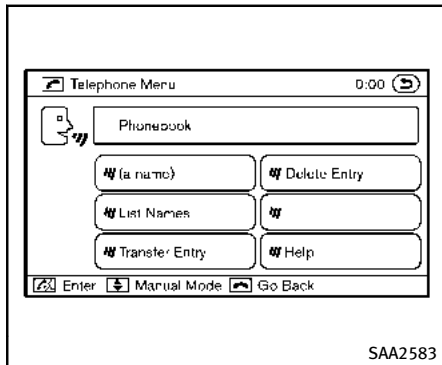 Telephone Menu 0:00
Phonebook
(a name) Delete Entry
List Names
Transfer Entry Help
Enter Manual Mode Go Back
SAA2583